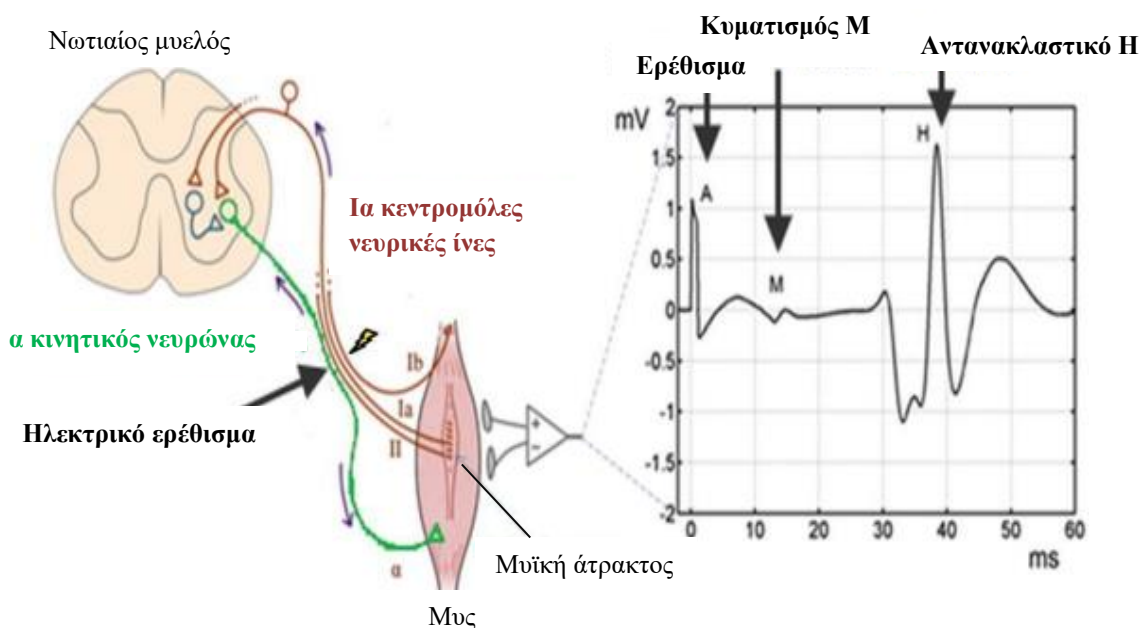 Νωτιαίος μυελός
Κυματισμός Μ
Ερέθισμα
Αντανακλαστικό Η
Ια κεντρομόλες
νευρικές ίνες
α κινητικός νευρώνας
Ηλεκτρικό ερέθισμα
Ib
Ia
II
α
+
−
Μυϊκή άτρακτος
Μυς
mV
2
1.5
1
0.5
0
-0.5
-1
-1.5
-2
A
M
H
0 10 20 30 40 50 60
ms